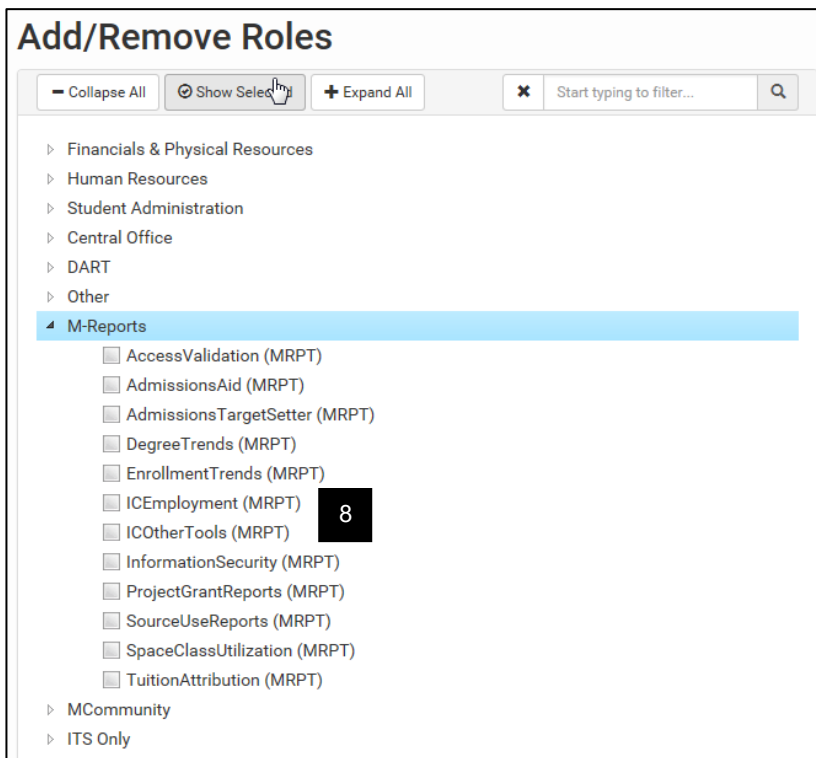 Add/Remove Roles
Collapse All Show Selected Expand All Start typing to filter...
Financials & Physical Resources
Human Resources
Student Administration
Central Office
DART
Other
M-Reports
AccessValidation (MRPT)
AdmissionsAid (MRPT)
AdmissionsTargetSetter (MRPT)
DegreeTrends (MRPT)
EnrollmentTrends (MRPT)
ICEmployment (MRPT)
8
ICOtherTools (MRPT)
InformationSecurity (MRPT)
ProjectGrantReports (MRPT)
SourceUseReports (MRPT)
SpaceClassUtilization (MRPT)
TuitionAttribution (MRPT)
MCommunity
ITS Only